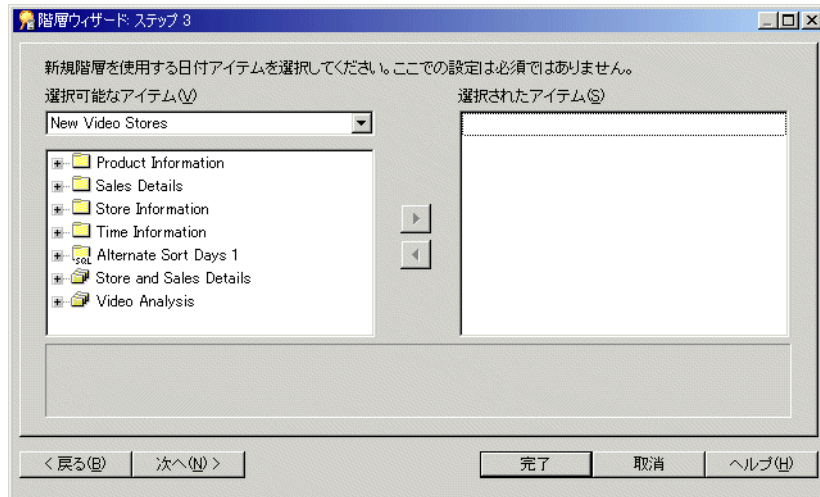 階層ウィザード: ステップ 3
新規階層を使用する日付アイテムを選択してください。ここでの設定は必須ではありません。
選択可能なアイテム(V)
選択されたアイテム(S)
New Video Stores
Product Information
Sales Details
Store Information
Time Information
SQL
Alternate Sort Days 1
Store and Sales Details
Video Analysis
< 戻る(B)
次へ(N) >
完了
取消
ヘルプ(H)